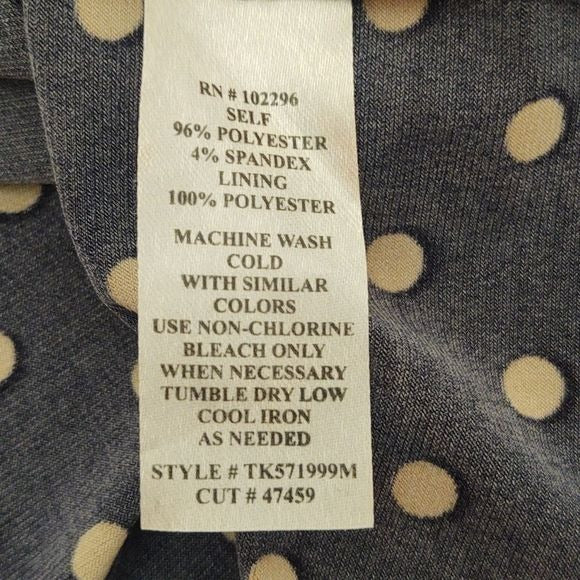 RN # 102296
SELF
96% POLYESTER
4% SPANDEX
LINING
100% POLYESTER
MACHINE WASH
COLD
WITH SIMILAR
COLORS
USE NON-CHLORINE
BLEACH ONLY
WHEN NECESSARY
TUMBLE DRY LOW
COOL IRON
AS NEEDED
STYLE # TK571999M
CUT # 47459